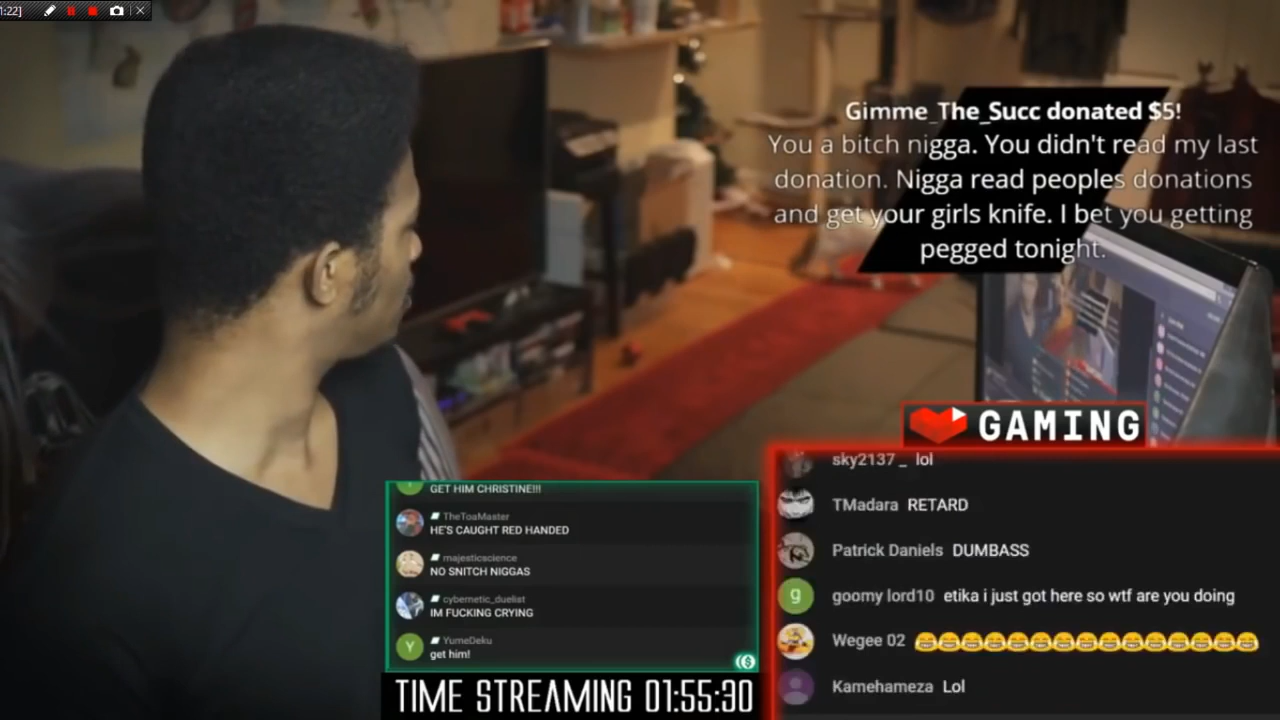 1:22]
Gimme_The_Succ donated $5!
You a bitch nigga. You didn't read my last
donation. Nigga read peoples donations
and get your girls knife. I bet you getting
pegged tonight.
GAMING
GET HIM CHRISTINE!!!
TheToaMaster
HE'S CAUGHT RED HANDED
majesticscience
NO SNITCH NIGGAS
cybernetic_duelist
IM FUCKING CRYING
Y YumeDeku
get him!
TIME STREAMING 01:55:30
sky2137_ lol
TMadara RETARD
Patrick Daniels DUMBASS
g goomy lord10 etika i just got here so wtf are you doing
Wegee 02 😂😂😂😂😂😂😂😂😂😂😂😂😂😂😂
Kamehameza Lol